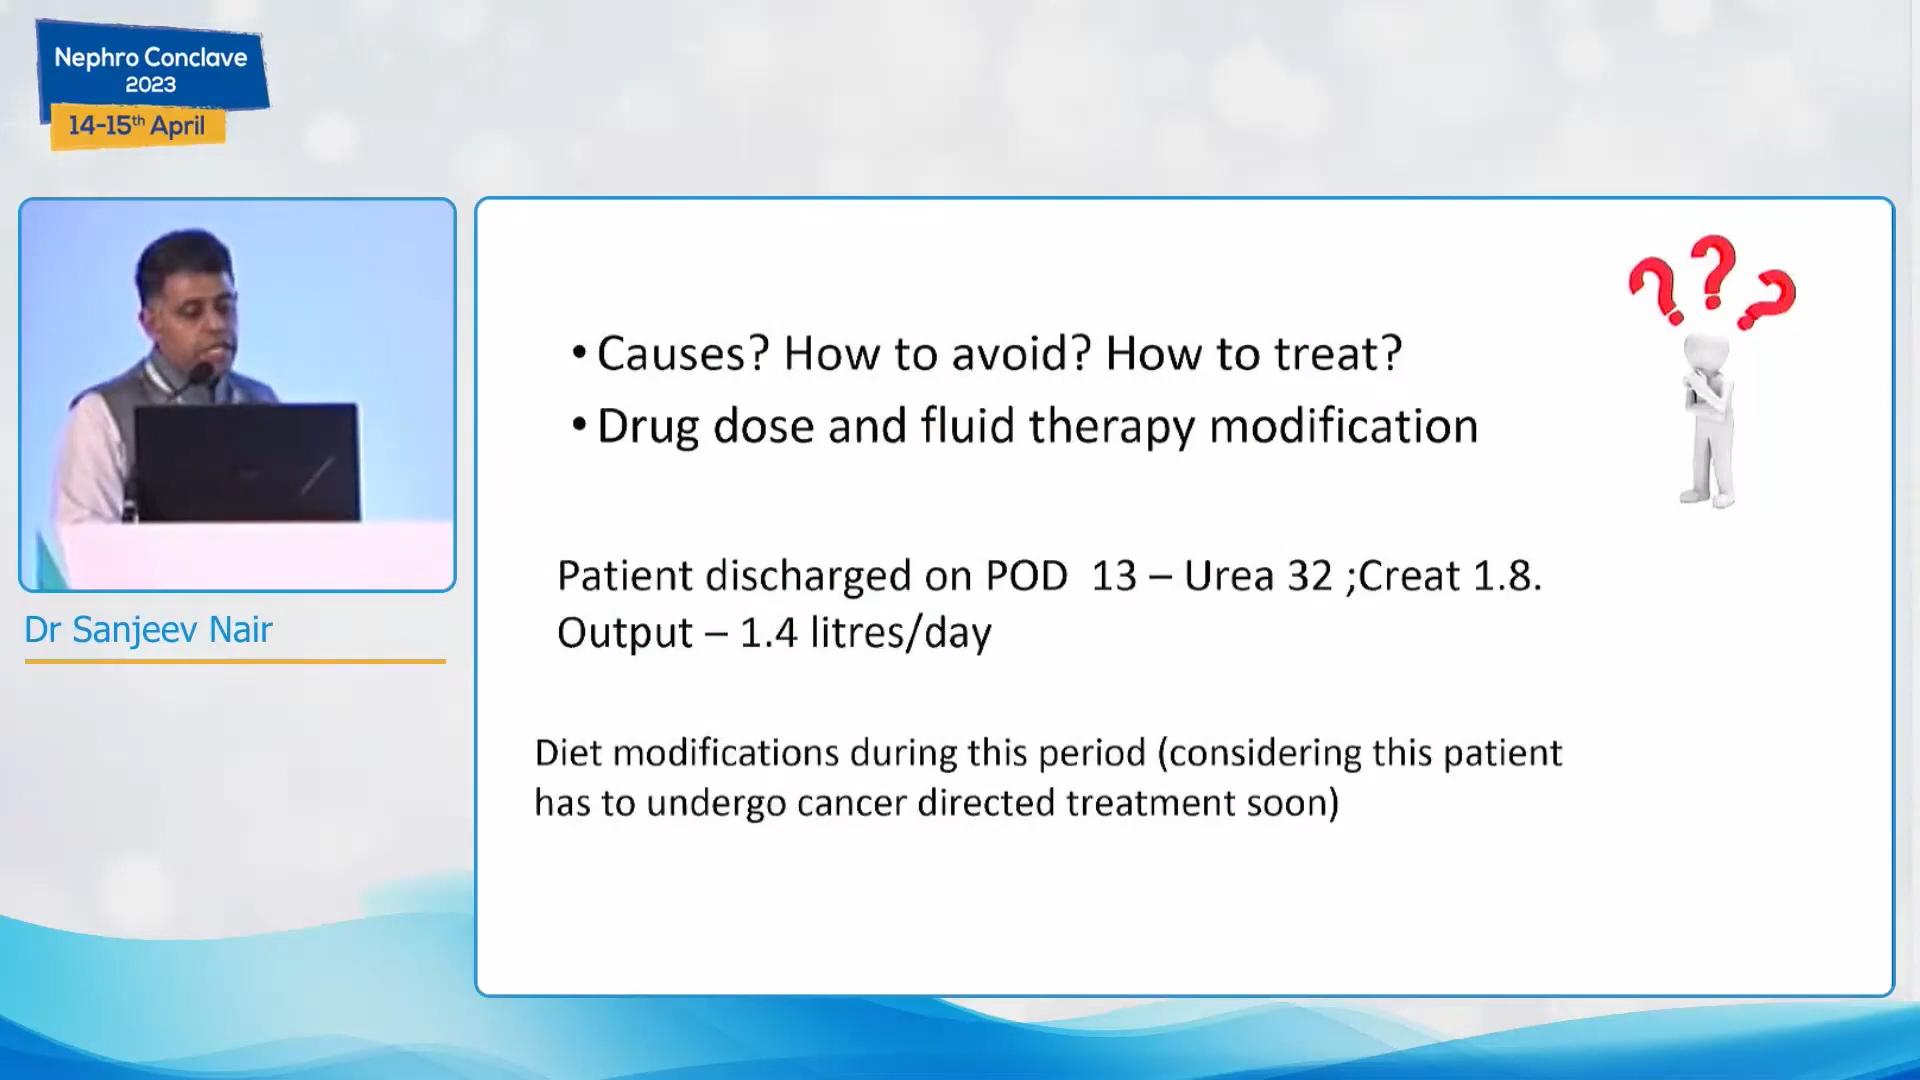 Nephro Conclave
2023
14-15th April
Dr Sanjeev Nair
• Causes? How to avoid? How to treat?
• Drug dose and fluid therapy modification
Patient discharged on POD 13 – Urea 32 ;Creat 1.8.
Output – 1.4 litres/day
Diet modifications during this period (considering this patient
has to undergo cancer directed treatment soon)